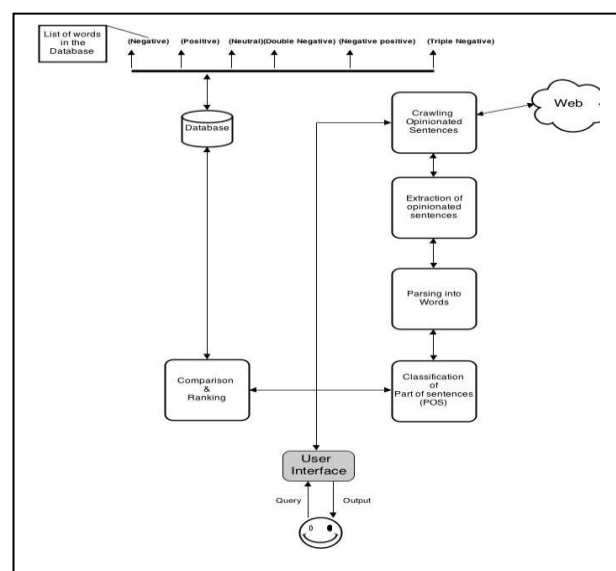 List of words
in the
Database
(Negative) (Positive) (Neutral)(Double Negative) (Negative positive) (Triple Negative)
Database
Crawling
Opinionated
Sentences
Web
Extraction of
opinionated
sentences
Parsing into
Words
Comparison
&
Ranking
Classification
of
Part of sentences
(POS)
User
Interface
Query Output